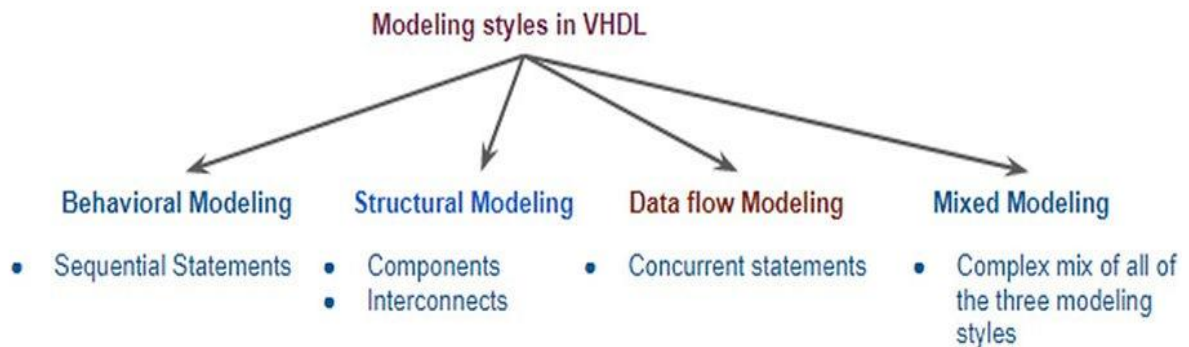 Modeling styles in VHDL
Behavioral Modeling
• Sequential Statements
Structural Modeling
• Components
• Interconnects
Data flow Modeling
• Concurrent statements
Mixed Modeling
• Complex mix of all of
the three modeling
styles